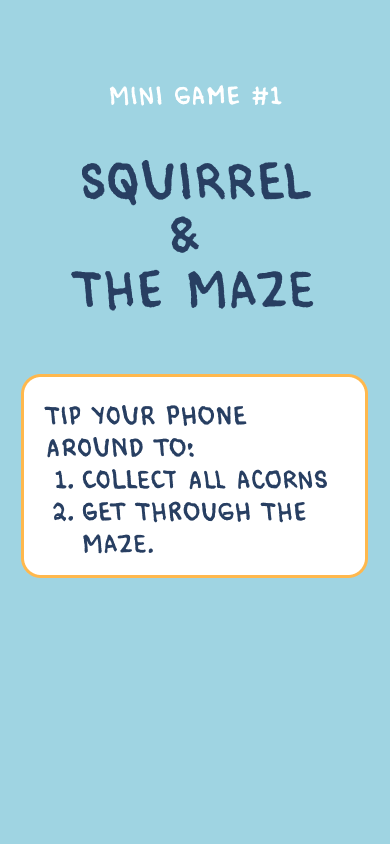 MINI GAME #1
SQUIRREL
&
THE MAZE
TIP YOUR PHONE
AROUND TO:
1. COLLECT ALL ACORNS
2. GET THROUGH THE
MAZE.